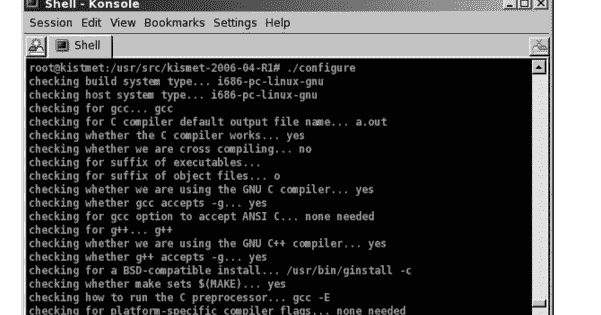 Shell - Konsole
Session Edit View Bookmarks Settings Help
Shell
root@kistmet:/usr/src/kismet-2006-04-R1# ./configure
checking build system type... i686-pc-linux-gnu
checking host system type... i686-pc-linux-gnu
checking for gcc... gcc
checking for C compiler default output file name... a.out
checking whether the C compiler works... yes
checking whether we are cross compiling... no
checking for suffix of executables...
checking for suffix of object files... o
checking whether we are using the GNU C compiler... yes
checking whether gcc accepts -g... yes
checking for gcc option to accept ANSI C... none needed
checking for g++... g++
checking whether we are using the GNU C++ compiler... yes
checking whether g++ accepts -g... yes
checking for a BSD-compatible install... /usr/bin/ginstall -c
checking whether make sets $(MAKE)... yes
checking how to run the C preprocessor... gcc -E
checking for platform-specific compiler flags... none needed